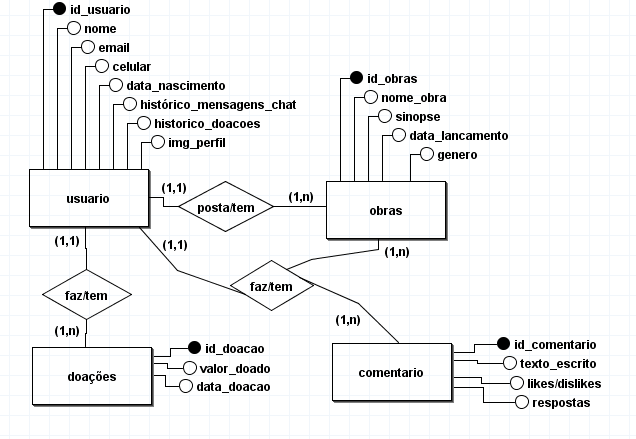 id_usuario
nome
email
celular
data_nascimento
histórico_mensagens_chat
historico_doacoes
img_perfil
id_obras
nome_obra
sinopse
data_lancamento
genero
usuario
(1,1)
posta/tem
(1,n)
obras
(1,1)
(1,1)
(1,n)
faz/tem
faz/tem
(1,n)
(1,n)
doações
id_doacao
valor_doado
data_doacao
comentario
id_comentario
texto_escrito
likes/dislikes
respostas